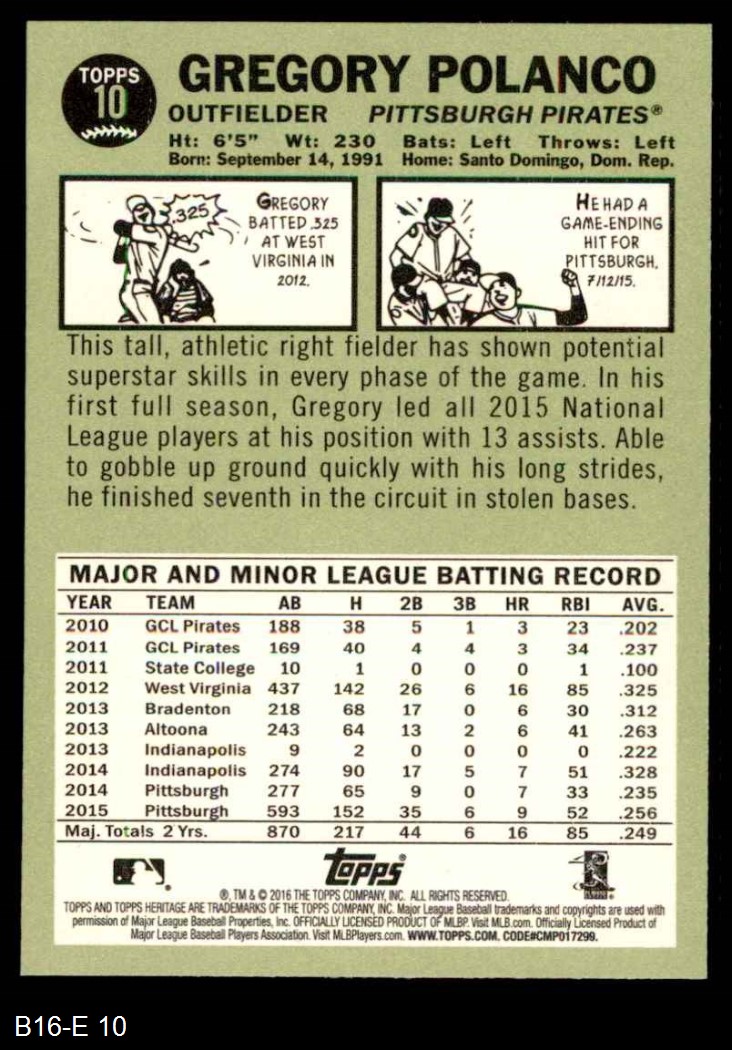 TOPPS
10
GREGORY POLANCO
OUTFIELDER PITTSBURGH PIRATES®
Ht: 6'5" Wt: 230 Bats: Left Throws: Left
Born: September 14, 1991 Home: Santo Domingo, Dom. Rep.
.325
GREGORY
BATTED .325
AT WEST
VIRGINIA IN
2012.
HE HAD A
GAME-ENDING
HIT FOR
PITTSBURGH.
7/12/15.
This tall, athletic right fielder has shown potential
superstar skills in every phase of the game. In his
first full season, Gregory led all 2015 National
League players at his position with 13 assists. Able
to gobble up ground quickly with his long strides,
he finished seventh in the circuit in stolen bases.
MAJOR AND MINOR LEAGUE BATTING RECORD
YEAR TEAM AB H 2B 3B HR RBI AVG.
2010 GCL Pirates 188 38 5 1 3 23 .202
2011 GCL Pirates 169 40 4 4 3 34 .237
2011 State College 10 1 0 0 0 1 .100
2012 West Virginia 437 142 26 6 16 85 .325
2013 Bradenton 218 68 17 0 6 30 .312
2013 Altoona 243 64 13 2 6 41 .263
2013 Indianapolis 9 2 0 0 0 0 .222
2014 Indianapolis 274 90 17 5 7 51 .328
2014 Pittsburgh 277 65 9 0 7 33 .235
2015 Pittsburgh 593 152 35 6 9 52 .256
Maj. Totals 2 Yrs. 870 217 44 6 16 85 .249
topps®
®, TM & © 2016 THE TOPPS COMPANY, INC. ALL RIGHTS RESERVED.
TOPPS AND TOPPS HERITAGE ARE TRADEMARKS OF THE TOPPS COMPANY, INC. Major League Baseball trademarks and copyrights are used with
permission of Major League Baseball Properties, Inc. OFFICIALLY LICENSED PRODUCT OF MLBP. Visit MLB.com. Officially Licensed Product of
Major League Baseball Players Association. Visit MLBPlayers.com. WWW.TOPPS.COM. CODE#CMP017299.
B16-E 10